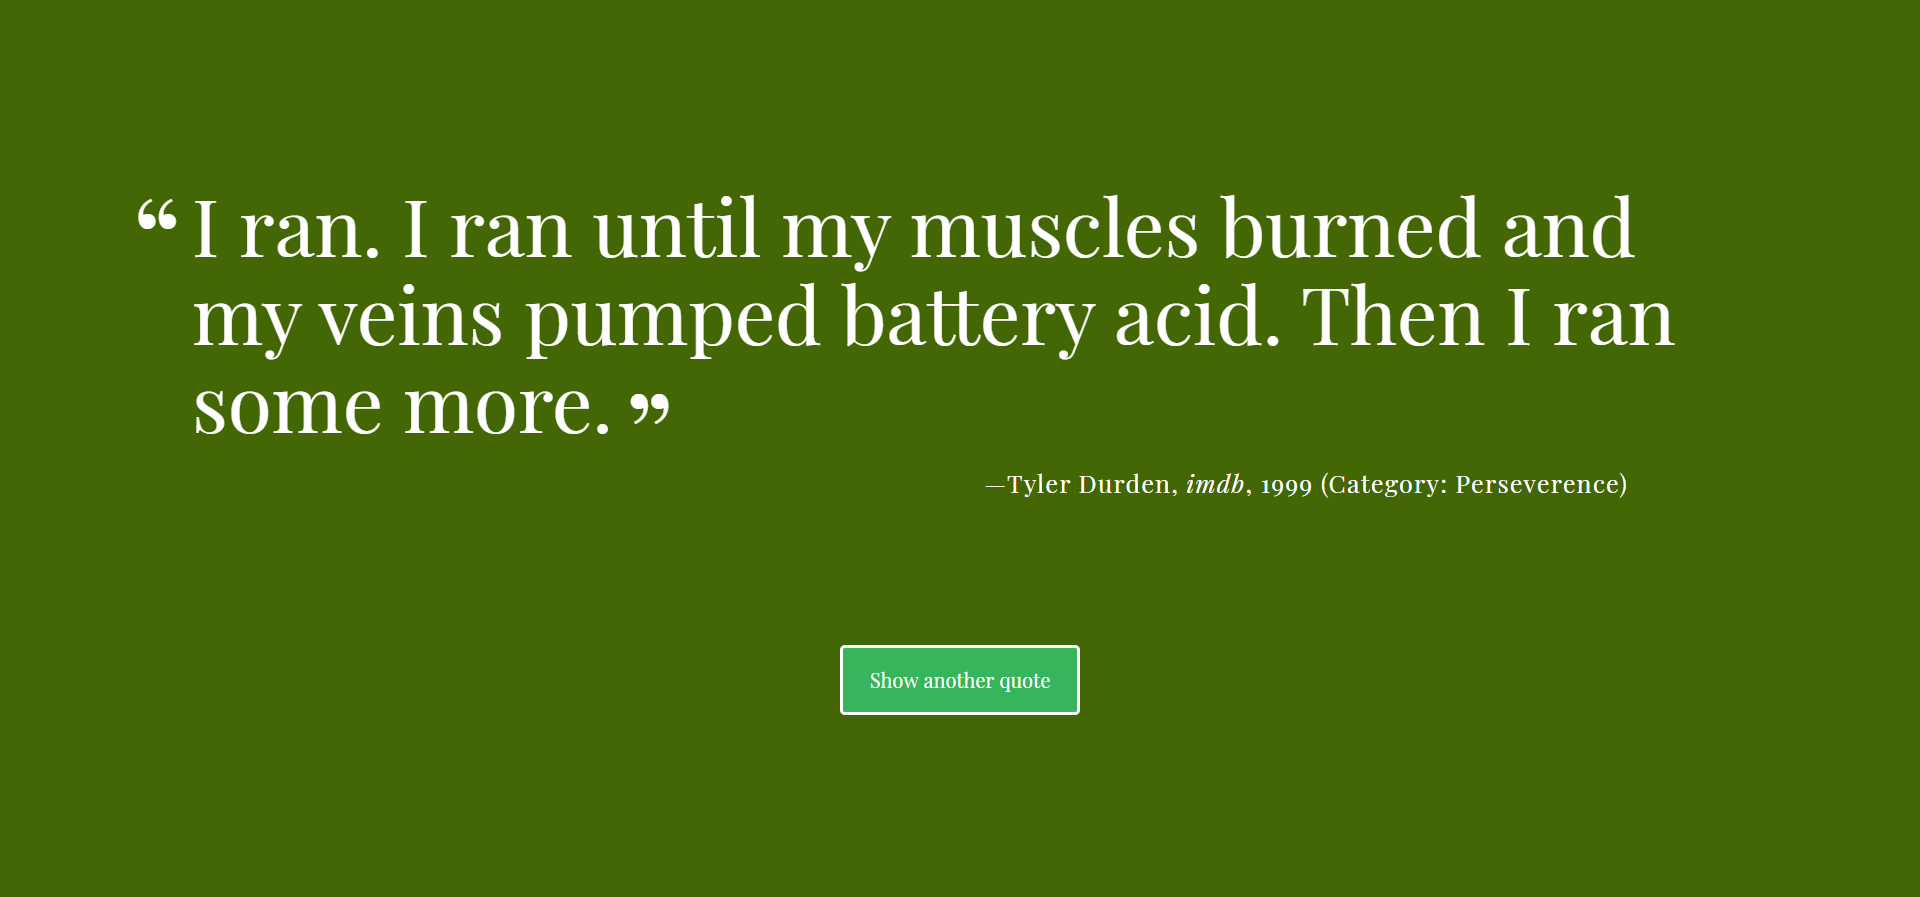 “I ran. I ran until my muscles burned and
my veins pumped battery acid. Then I ran
some more.”
—Tyler Durden, imdb, 1999 (Category: Perseverence)
Show another quote